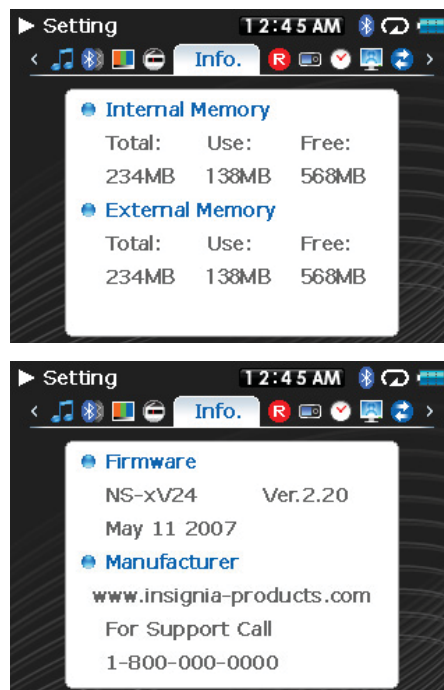 Setting 12:45 AM
Info. R
Internal Memory
Total: Use: Free:
234MB 138MB 568MB
External Memory
Total: Use: Free:
234MB 138MB 568MB
Setting 12:45 AM
Info. R
Firmware
NS-xV24 Ver.2.20
May 11 2007
Manufacturer
www.insignia-products.com
For Support Call
1-800-000-0000